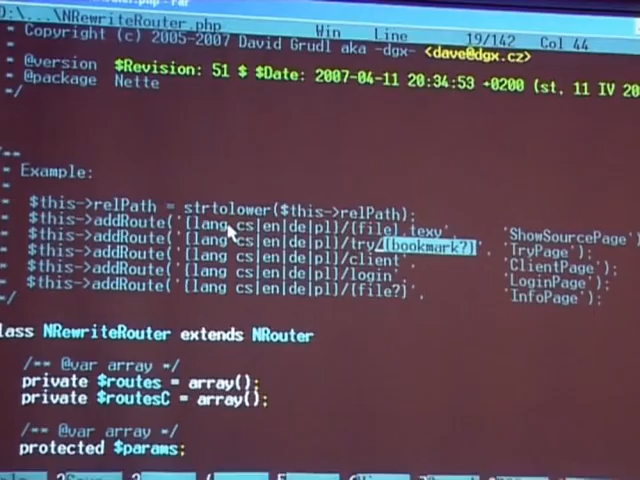 D:\...\NRewriteRouter.php Win Line 19/142 Col 44
* Copyright (c) 2005-2007 David Grudl aka -dgx- <dave@dgx.cz>
*
* @version $Revision: 51 $ $Date: 2007-04-11 20:34:53 +0200 (st, 11 IV 20
* @package Nette
*/
/**
* Example:
*
* $this->relPath = strtolower($this->relPath);
* $this->addRoute('[lang cs|en|de|pl]/[file].texy', 'ShowSourcePage')
* $this->addRoute('[lang cs|en|de|pl]/try/[bookmark?]', 'TryPage');
* $this->addRoute('[lang cs|en|de|pl]/client', 'ClientPage');
* $this->addRoute('[lang cs|en|de|pl]/login', 'LoginPage');
* $this->addRoute('[lang cs|en|de|pl]/[file?]', 'InfoPage');
*/
lass NRewriteRouter extends NRouter
/** @var array */
private $routes = array();
private $routesC = array();
/** @var array */
protected $params;